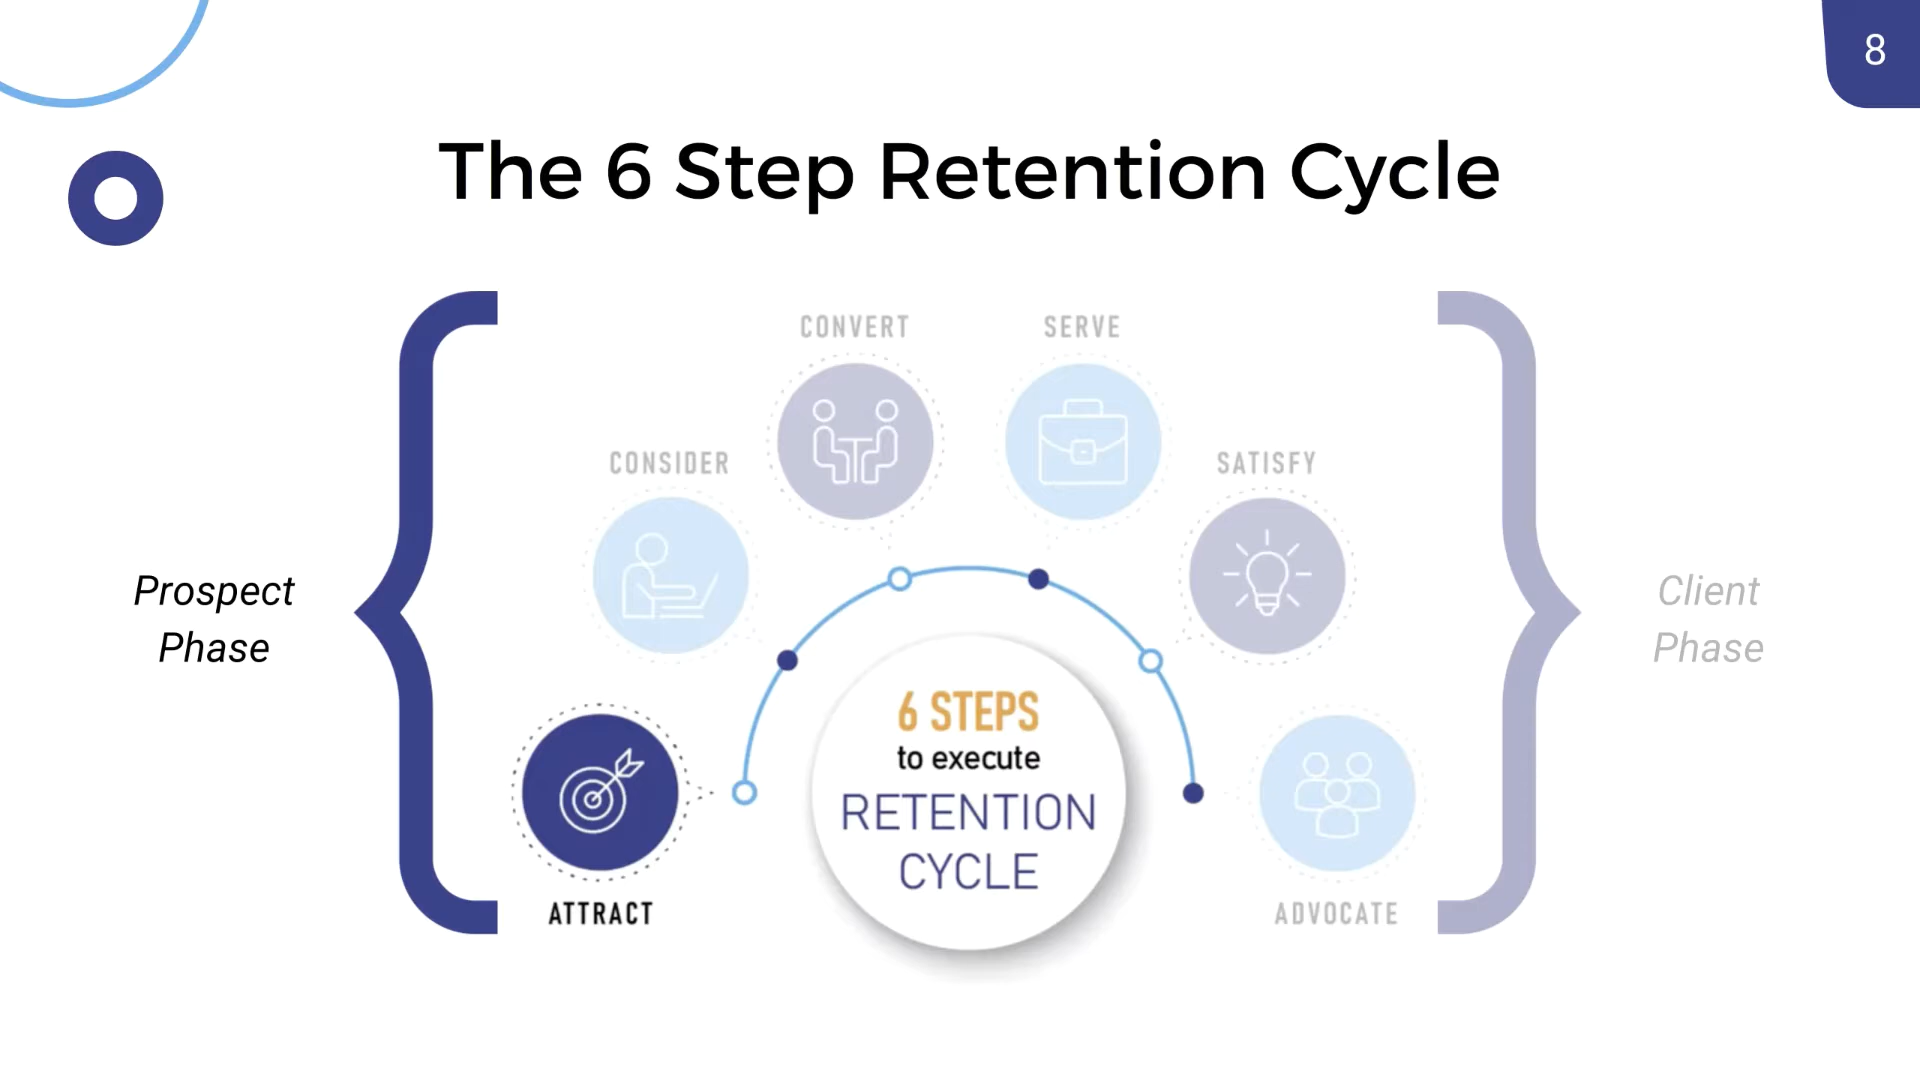 8
The 6 Step Retention Cycle
CONVERT
SERVE
CONSIDER
SATISFY
Prospect
Phase
Client
Phase
6 STEPS
to execute
RETENTION
CYCLE
ATTRACT
ADVOCATE